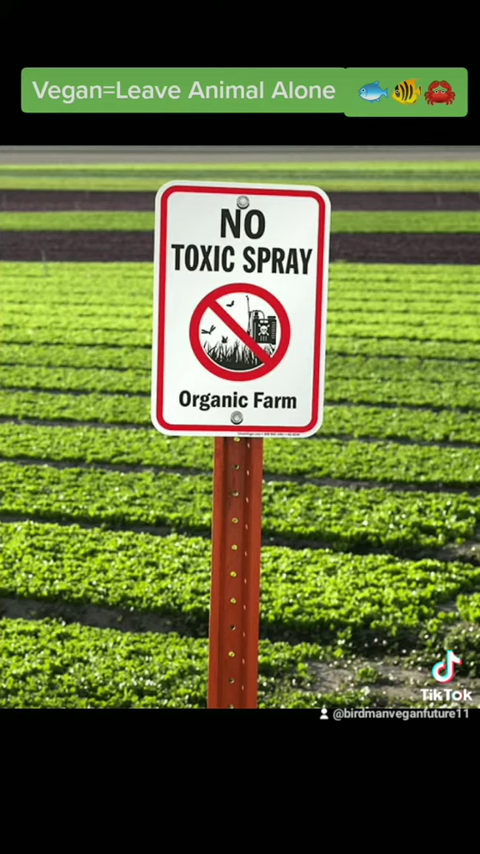 Vegan=Leave Animal Alone 🐟🐠🦀
NO
TOXIC SPRAY
Organic Farm
TikTok
@birdmanveganfuture11